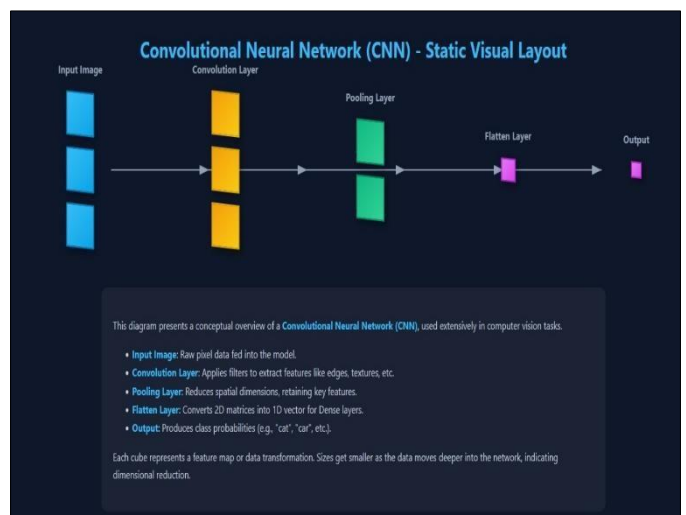 Convolutional Neural Network (CNN) - Static Visual Layout
Input Image
Convolution Layer
Pooling Layer
Flatten Layer
Output
This diagram presents a conceptual overview of a Convolutional Neural Network (CNN), used extensively in computer vision tasks.
• Input Image: Raw pixel data fed into the model.
• Convolution Layer: Applies filters to extract features like edges, textures, etc.
• Pooling Layer: Reduces spatial dimensions, retaining key features.
• Flatten Layer: Converts 2D matrices into 1D vector for Dense layers.
• Output: Produces class probabilities (e.g., "cat", "car", etc.).
Each cube represents a feature map or data transformation. Sizes get smaller as the data moves deeper into the network, indicating
dimensional reduction.